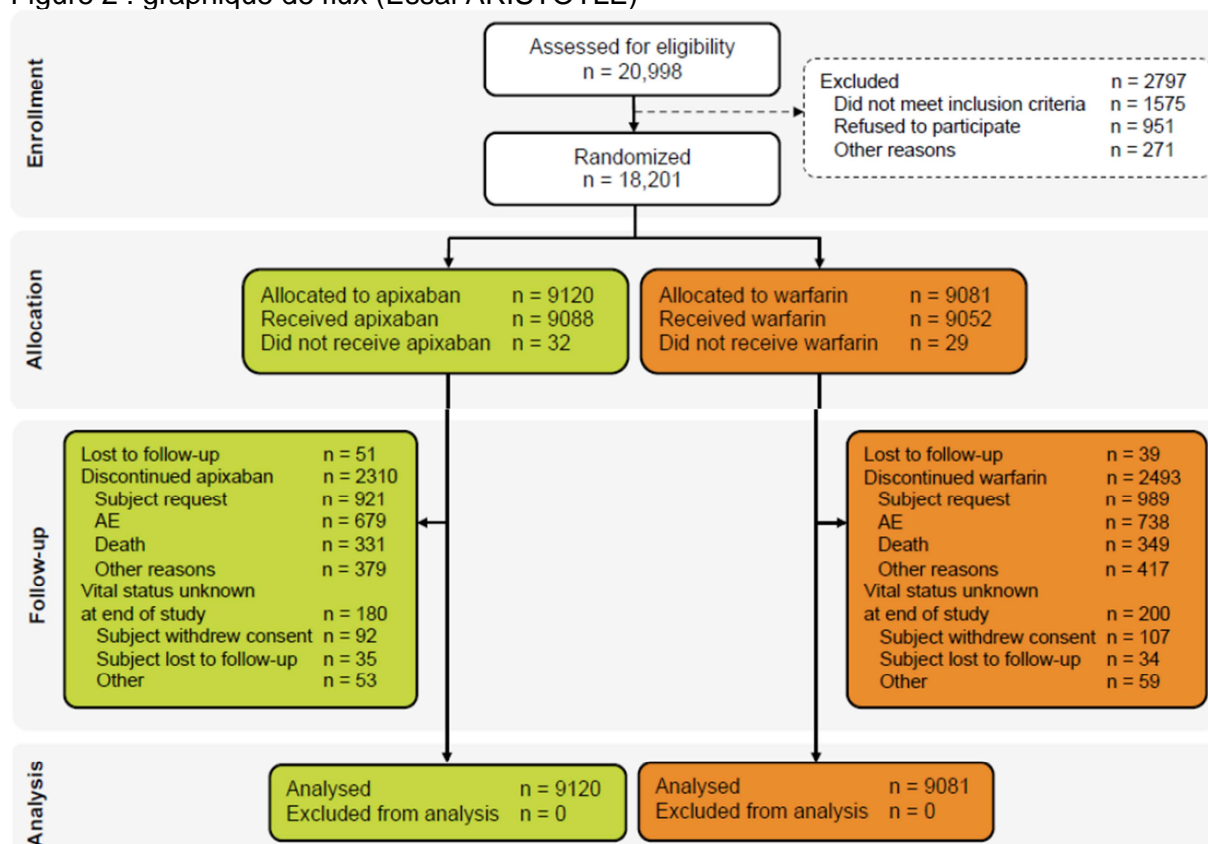 Figure 2 : graphique de flux (Essai ARISTOTLE)
Enrollment
Assessed for eligibility
n = 20,998
Excluded n = 2797
Did not meet inclusion criteria n = 1575
Refused to participate n = 951
Other reasons n = 271
Randomized
n = 18,201
Allocation
Allocated to apixaban n = 9120
Received apixaban n = 9088
Did not receive apixaban n = 32
Allocated to warfarin n = 9081
Received warfarin n = 9052
Did not receive warfarin n = 29
Follow-up
Lost to follow-up n = 51
Discontinued apixaban n = 2310
Subject request n = 921
AE n = 679
Death n = 331
Other reasons n = 379
Vital status unknown
at end of study n = 180
Subject withdrew consent n = 92
Subject lost to follow-up n = 35
Other n = 53
Lost to follow-up n = 39
Discontinued warfarin n = 2493
Subject request n = 989
AE n = 738
Death n = 349
Other reasons n = 417
Vital status unknown
at end of study n = 200
Subject withdrew consent n = 107
Subject lost to follow-up n = 34
Other n = 59
Analysis
Analysed n = 9120
Excluded from analysis n = 0
Analysed n = 9081
Excluded from analysis n = 0